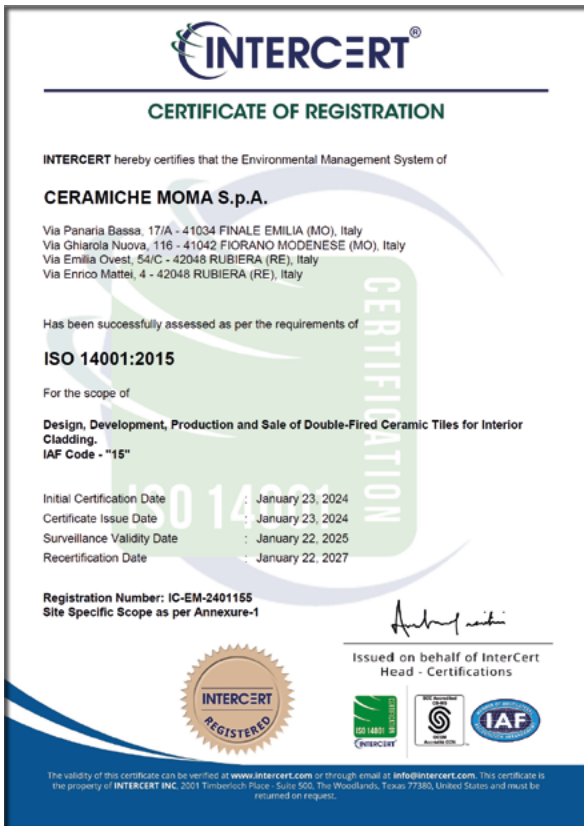 INTERCERT®
CERTIFICATE OF REGISTRATION
INTERCERT hereby certifies that the Environmental Management System of
CERAMICHE MOMA S.p.A.
Via Panaria Bassa, 17/A - 41034 FINALE EMILIA (MO), Italy
Via Ghiarola Nuova, 116 - 41042 FIORANO MODENESE (MO), Italy
Via Emilia Ovest, 54/C - 42048 RUBIERA (RE), Italy
Via Enrico Mattei, 4 - 42048 RUBIERA (RE), Italy
Has been successfully assessed as per the requirements of
ISO 14001:2015
For the scope of
Design, Development, Production and Sale of Double-Fired Ceramic Tiles for Interior
Cladding.
IAF Code - "15"
Initial Certification Date : January 23, 2024
Certificate Issue Date : January 23, 2024
Surveillance Validity Date : January 22, 2025
Recertification Date : January 22, 2027
CERTIFICATION
ISO 14001
Registration Number: IC-EM-2401155
Site Specific Scope as per Annexure-1
Issued on behalf of InterCert
Head - Certifications
INTERCERT
REGISTERED
ISO 14001
INTERCERT
IAF
The validity of this certificate can be verified at www.intercert.com or through email at info@intercert.com. This certificate is
the property of INTERCERT INC, 2001 Timberloch Place - Suite 500, The Woodlands, Texas 77380, United States and must be
returned on request.